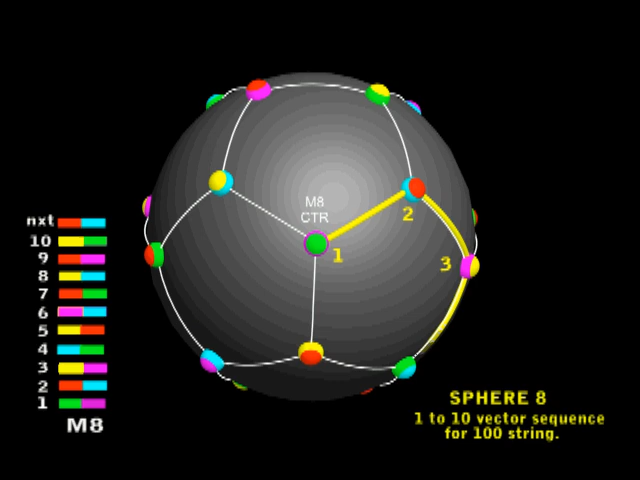 M8
CTR
1
2
3
nxt
10
9
8
7
6
5
4
3
2
1
M8
SPHERE 8
1 to 10 vector sequence
for 100 string.